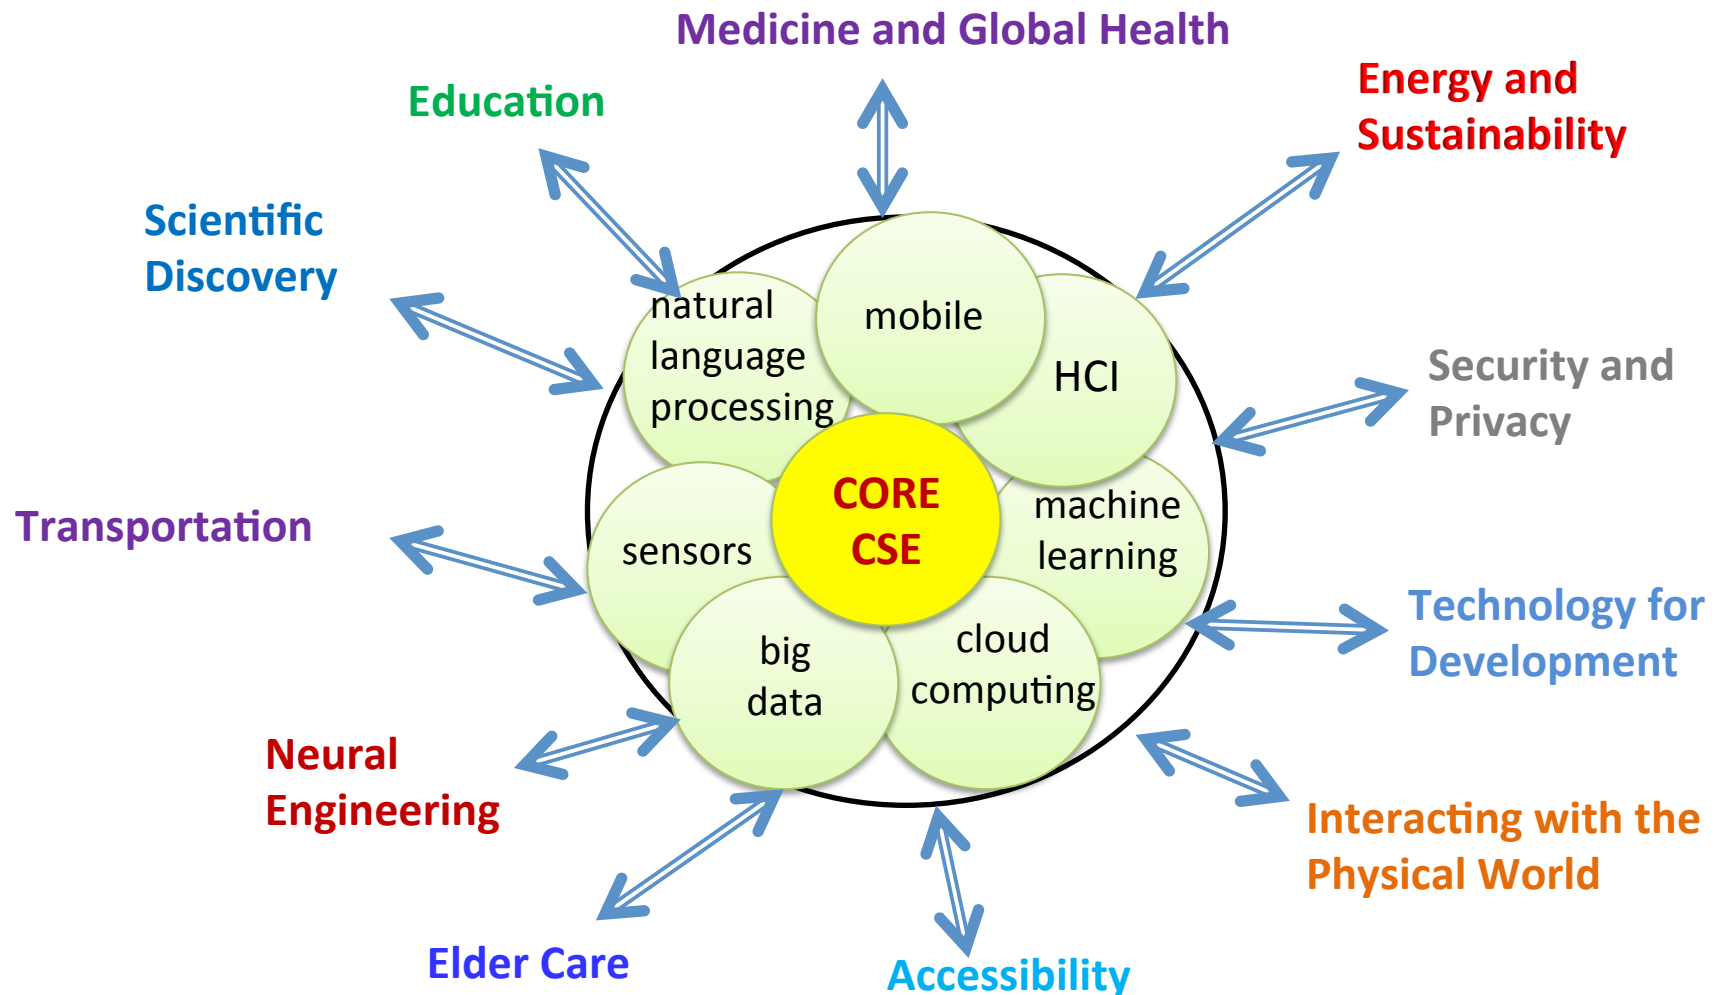 Medicine and Global Health
Energy and
Sustainability
Education
Scientific
Discovery
natural
language
processing
mobile
HCI
Security and
Privacy
CORE
CSE
machine
learning
Transportation
sensors
Technology for
Development
big
data
cloud
computing
Neural
Engineering
Interacting with the
Physical World
Elder Care
Accessibility